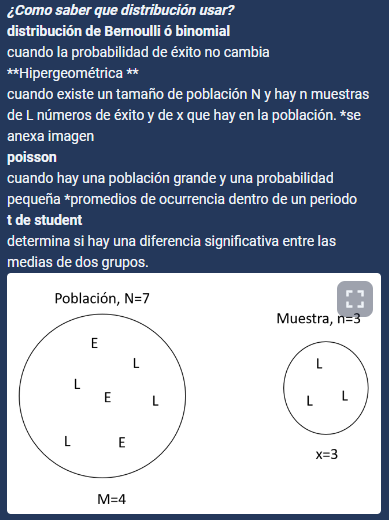 ¿Como saber que distribución usar?
distribución de Bernoulli ó binomial
cuando la probabilidad de éxito no cambia
**Hipergeométrica **
cuando existe un tamaño de población N y hay n muestras
de L números de éxito y de x que hay en la población. *se
anexa imagen
poisson
cuando hay una población grande y una probabilidad
pequeña *promedios de ocurrencia dentro de un periodo
t de student
determina si hay una diferencia significativa entre las
medias de dos grupos.
Población, N=7
Muestra, n=3
E
L
L
E
L
L
E
L
L
L
x=3
M=4